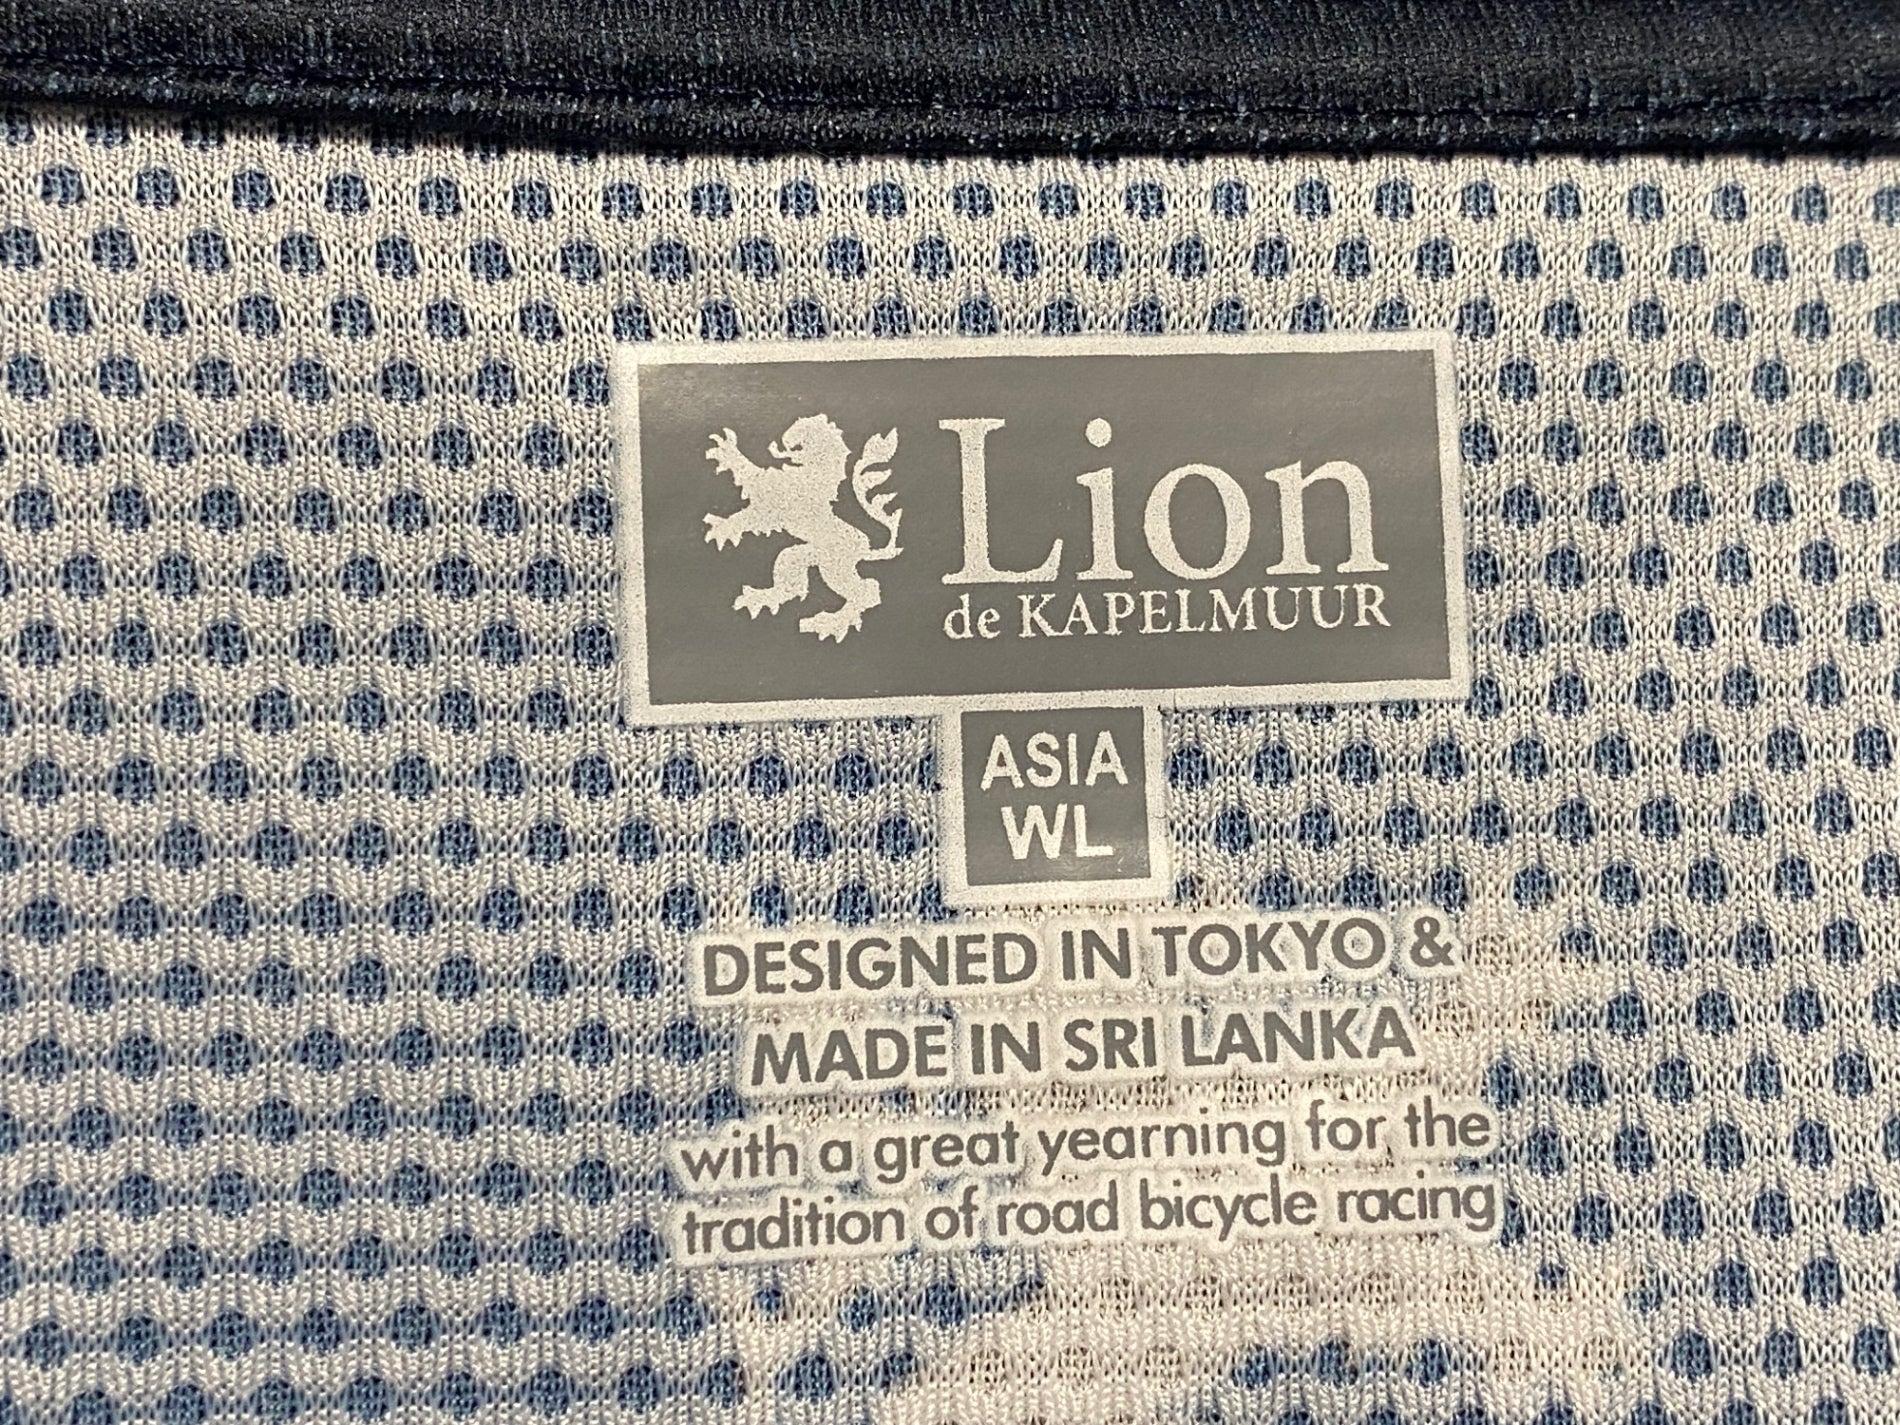 Lion
de KAPELMUUR
ASIA
WL
DESIGNED IN TOKYO &
MADE IN SRI LANKA
with a great yearning for the
tradition of road bicycle racing